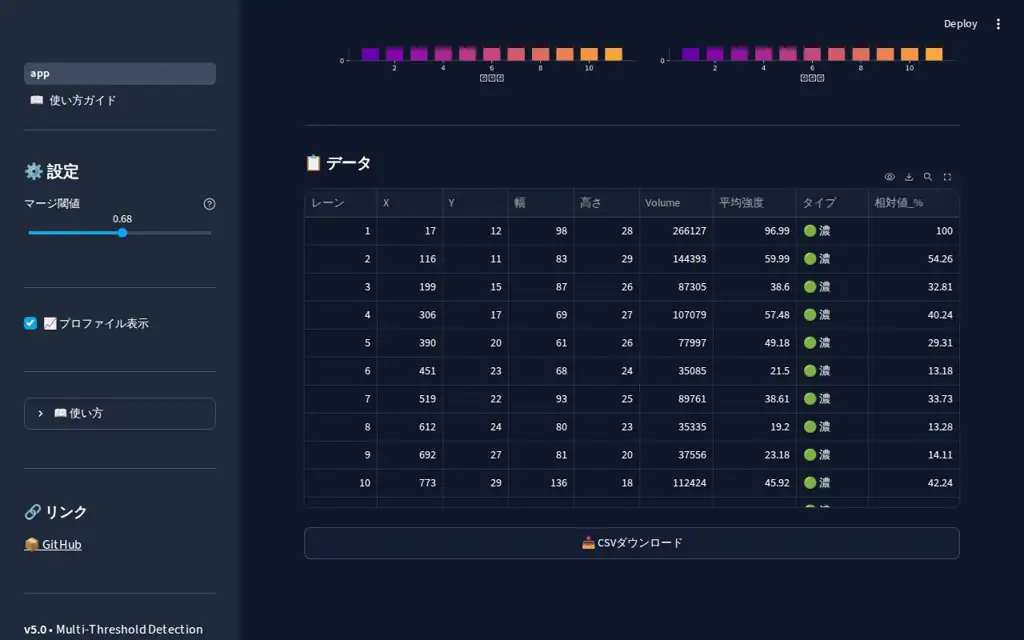 Deploy
app
📖 使い方ガイド
⚙️ 設定
マージ閾値
0.68
📈プロファイル表示
📖使い方
🔗 リンク
📦 GitHub
v5.0 • Multi-Threshold Detection
0 2 4 6 8 10
0 2 4 6 8 10
📋 データ
レーン X Y 幅 高さ Volume 平均強度 タイプ 相対値_%
1 17 12 98 28 266127 96.99 🟢 濃 100
2 116 11 83 29 144393 59.99 🟢 濃 54.26
3 199 15 87 26 87305 38.6 🟢 濃 32.81
4 306 17 69 27 107079 57.48 🟢 濃 40.24
5 390 20 61 26 77997 49.18 🟢 濃 29.31
6 451 23 68 24 35085 21.5 🟢 濃 13.18
7 519 22 93 25 89761 38.61 🟢 濃 33.73
8 612 24 80 23 35335 19.2 🟢 濃 13.28
9 692 27 81 20 37556 23.18 🟢 濃 14.11
10 773 29 136 18 112424 45.92 🟢 濃 42.24
📥 CSVダウンロード